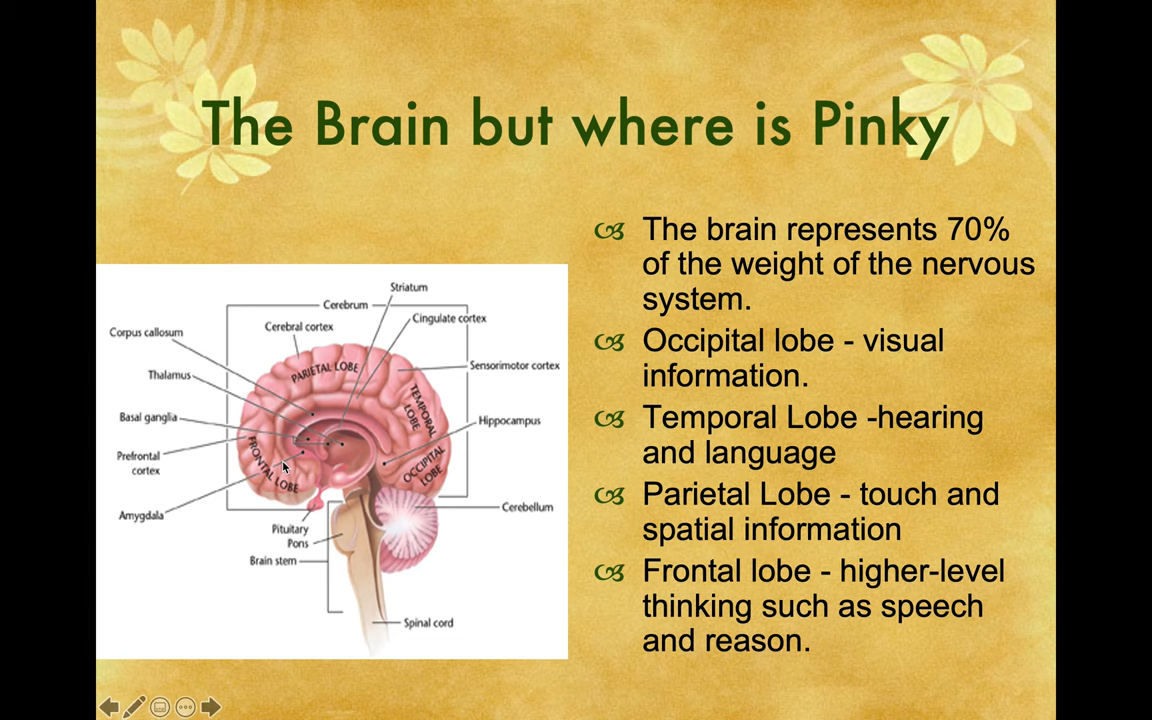 The Brain but where is Pinky
Striatum
Cerebrum
Cingulate cortex
Cerebral cortex
Corpus callosum
Sensorimotor cortex
PARIETAL LOBE
Thalamus
TEMPORAL
LOBE
Basal ganglia
Hippocampus
FRONTAL LOBE
Prefrontal
cortex
OCCIPITAL
LOBE
Amygdala
Cerebellum
Pituitary
Pons
Brain stem
Spinal cord
The brain represents 70%
of the weight of the nervous
system.
Occipital lobe - visual
information.
Temporal Lobe -hearing
and language
Parietal Lobe - touch and
spatial information
Frontal lobe - higher-level
thinking such as speech
and reason.